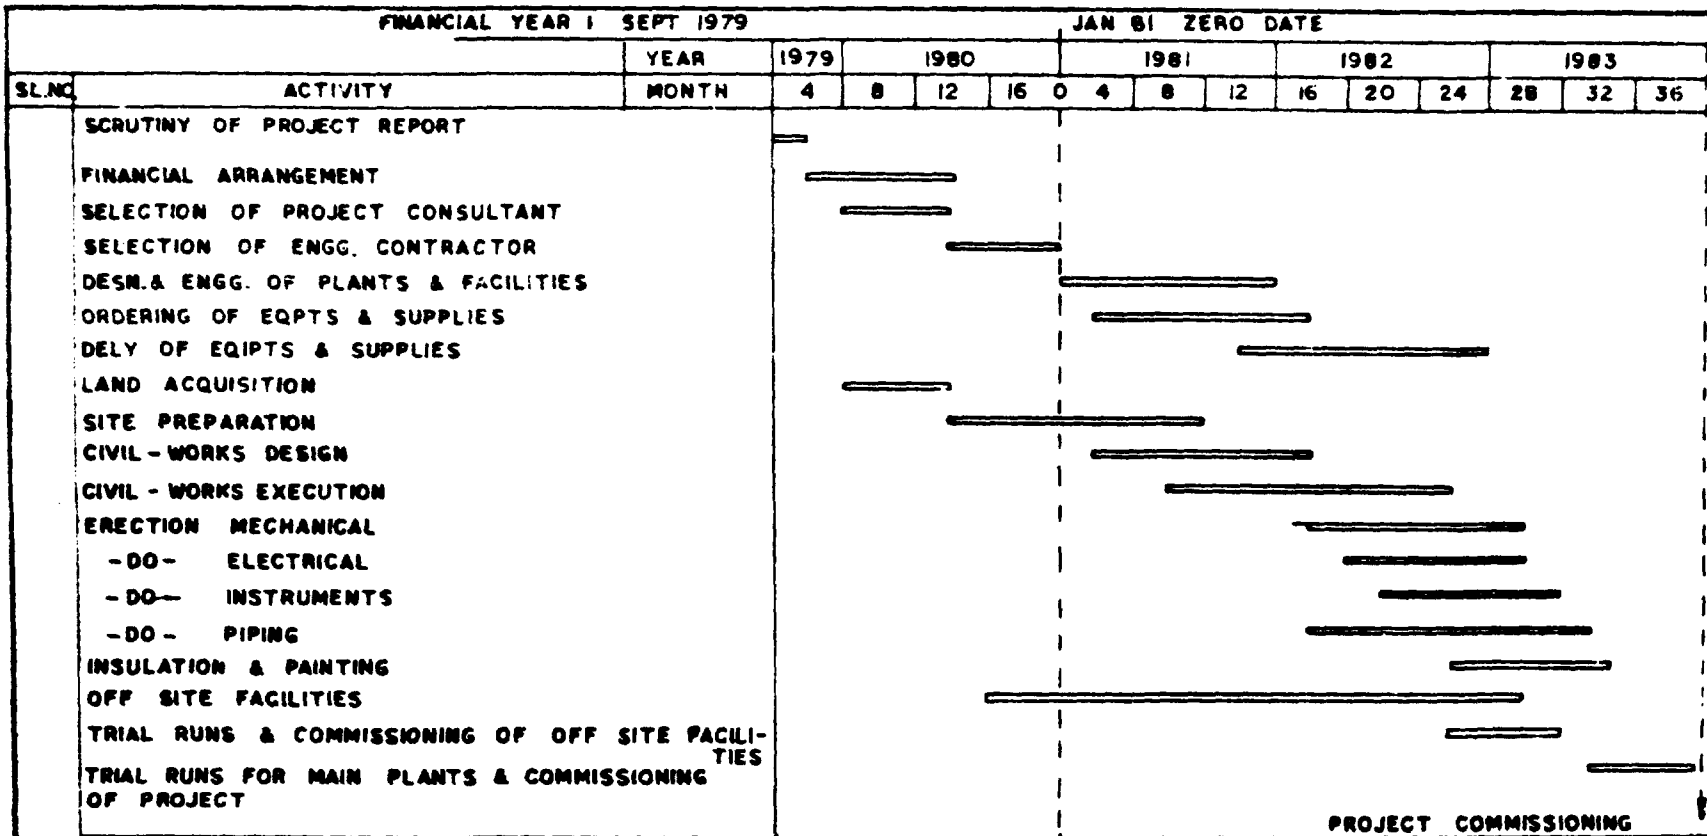 FINANCIAL YEAR 1 SEPT 1979 JAN 81 ZERO DATE
YEAR 1979 1980 1981 1982 1983
SL.NO. ACTIVITY MONTH 4 8 12 16 0 4 8 12 16 20 24 28 32 36
SCRUTINY OF PROJECT REPORT
FINANCIAL ARRANGEMENT
SELECTION OF PROJECT CONSULTANT
SELECTION OF ENGG. CONTRACTOR
DESN.& ENGG. OF PLANTS & FACILITIES
ORDERING OF EQPTS & SUPPLIES
DELY OF EQIPTS & SUPPLIES
LAND ACQUISITION
SITE PREPARATION
CIVIL - WORKS DESIGN
CIVIL - WORKS EXECUTION
ERECTION MECHANICAL
-DO- ELECTRICAL
-DO- INSTRUMENTS
-DO- PIPING
INSULATION & PAINTING
OFF SITE FACILITIES
TRIAL RUNS & COMMISSIONING OF OFF SITE FACILI-
TIES
TRIAL RUNS FOR MAIN PLANTS & COMMISSIONING
OF PROJECT
PROJECT COMMISSIONING